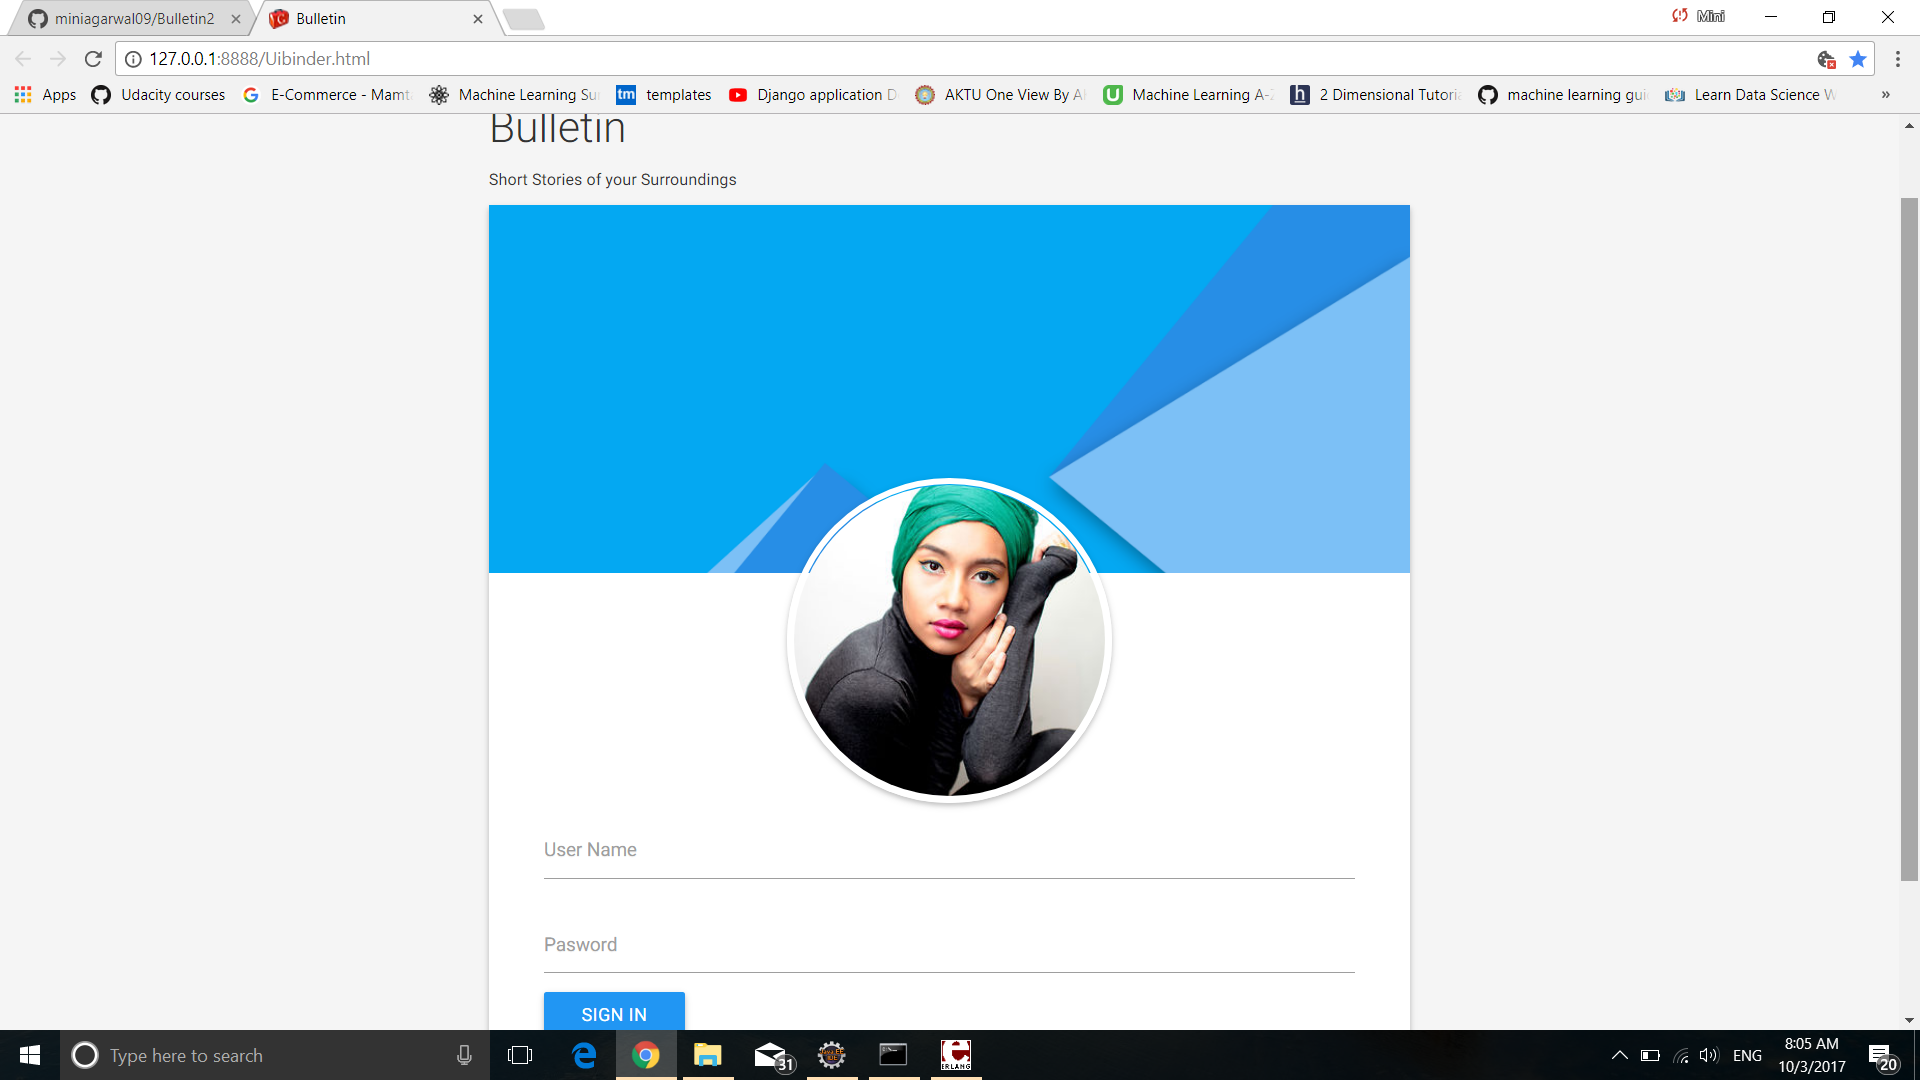 miniagarwal09/Bulletin2
Bulletin
Mini
127.0.0.1:8888/Uibinder.html
Apps
Udacity courses
E-Commerce - Mamt
Machine Learning Su
tm
templates
Django application D
AKTU One View By A
Machine Learning A-Z
2 Dimensional Tutori
machine learning gui
Learn Data Science W
»
Bulletin
Short Stories of your Surroundings
User Name
Pasword
SIGN IN
Type here to search
31
ERLANG
ENG
8:05 AM
10/3/2017
20